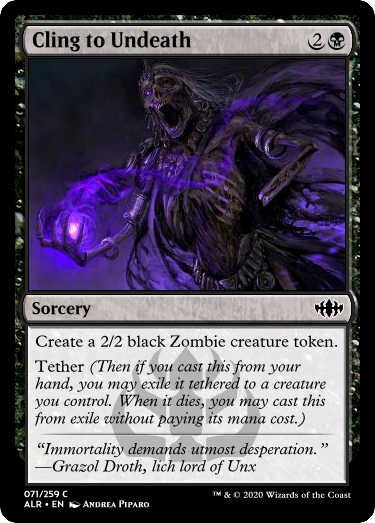 Cling to Undeath 2
Sorcery
Create a 2/2 black Zombie creature token.
Tether (Then if you cast this from your
hand, you may exile it tethered to a creature
you control. When it dies, you may cast
this from exile without paying its mana cost.)
“Immortality demands utmost desperation.”
—Grazol Droth, lich lord of Unx
071/259 C
ALR • EN Andrea Piparo
™ & © 2020 Wizards of the Coast